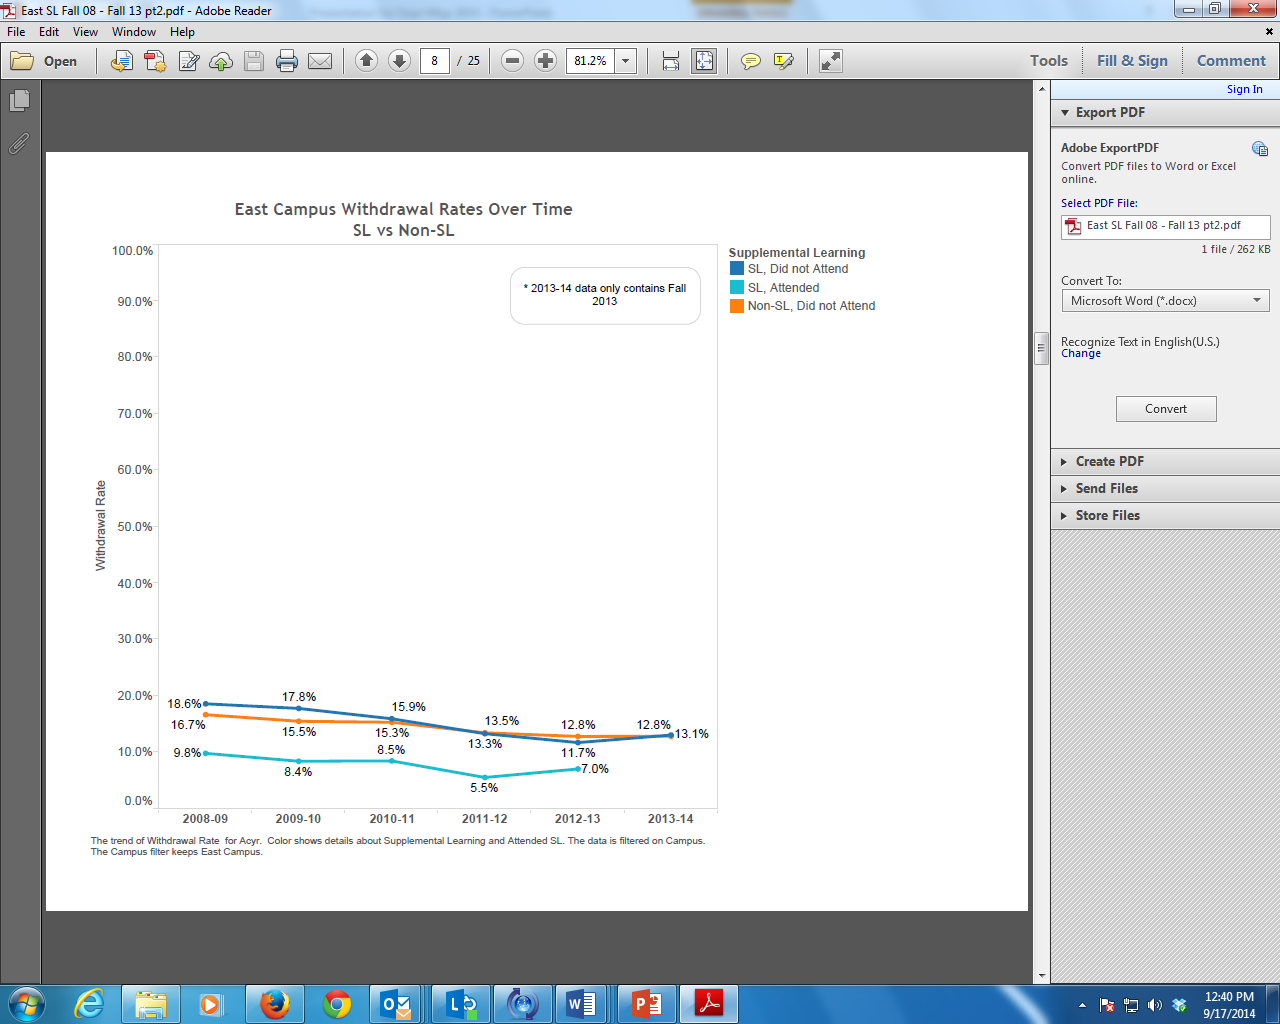 East SL Fall 08 - Fall 13 pt2.pdf - Adobe Reader
File Edit View Window Help
Open 8 / 25 81.2% Tools Fill & Sign Comment
Sign In
Export PDF
Adobe ExportPDF
Convert PDF files to Word or Excel
online.
Select PDF File:
East SL Fall 08 - Fall 13 pt2.pdf
1 file / 262 KB
Convert To:
Microsoft Word (*.docx)
Recognize Text in English(U.S.)
Change
Convert
Create PDF
Send Files
Store Files
East Campus Withdrawal Rates Over Time
SL vs Non-SL
Supplemental Learning
SL, Did not Attend
SL, Attended
Non-SL, Did not Attend
* 2013-14 data only contains Fall
2013
Withdrawal Rate
100.0%
90.0%
80.0%
70.0%
60.0%
50.0%
40.0%
30.0%
20.0%
10.0%
0.0%
18.6% 17.8% 15.9% 13.3% 11.7% 13.1%
16.7% 15.5% 15.3% 13.5% 12.8% 12.8%
9.8% 8.4% 8.5% 5.5% 7.0%
2008-09 2009-10 2010-11 2011-12 2012-13 2013-14
The trend of Withdrawal Rate for Acyr. Color shows details about Supplemental Learning and Attended SL. The data is filtered on Campus.
The Campus filter keeps East Campus.
12:40 PM
9/17/2014